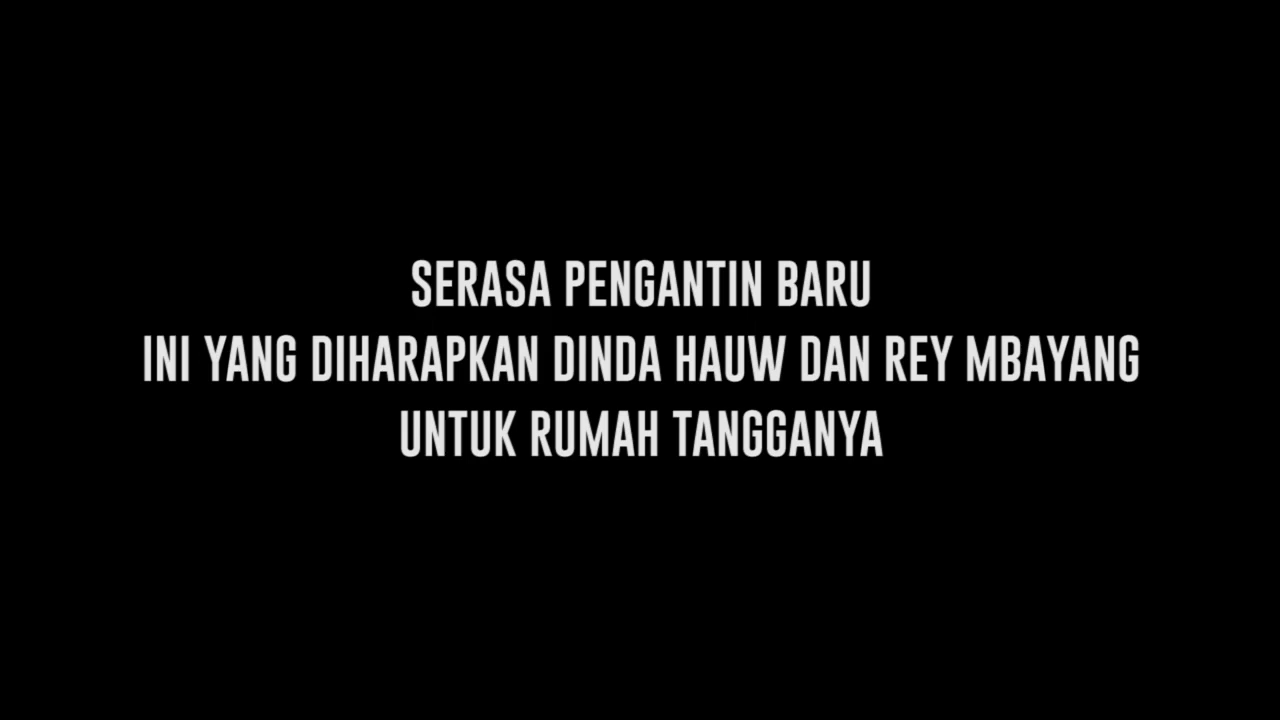 SERASA PENGANTIN BARU
INI YANG DIHARAPKAN DINDA HAUW DAN REY MBAYANG
UNTUK RUMAH TANGGANYA